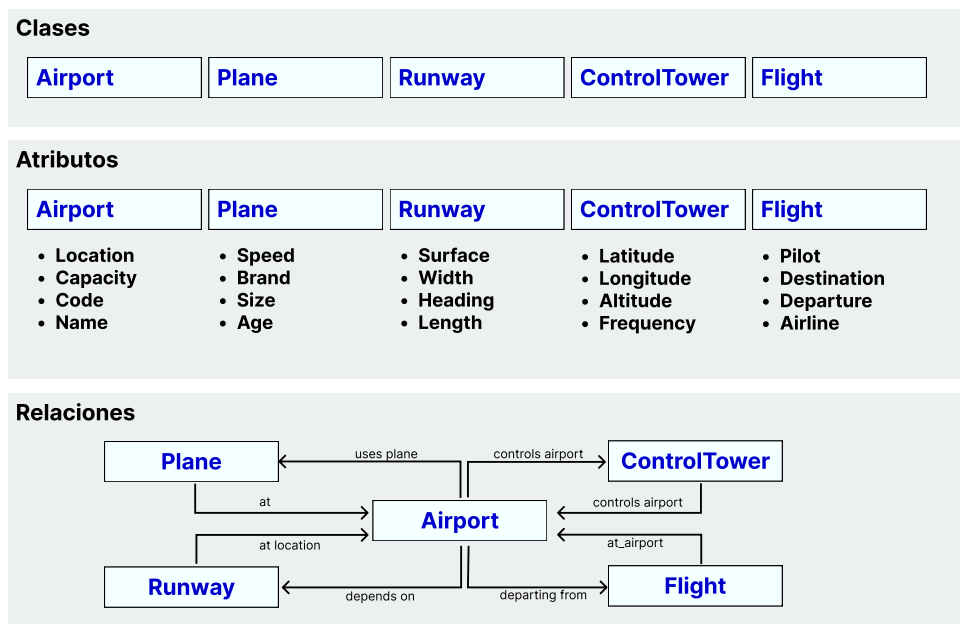 Clases
Airport
Plane
Runway
ControlTower
Flight
Atributos
Airport
Plane
Runway
ControlTower
Flight
• Location
• Capacity
• Code
• Name
• Speed
• Brand
• Size
• Age
• Surface
• Width
• Heading
• Length
• Latitude
• Longitude
• Altitude
• Frequency
• Pilot
• Destination
• Departure
• Airline
Relaciones
Plane
uses plane
controls airport
ControlTower
at
controls airport
Airport
at location
at_airport
Runway
depends on
departing from
Flight